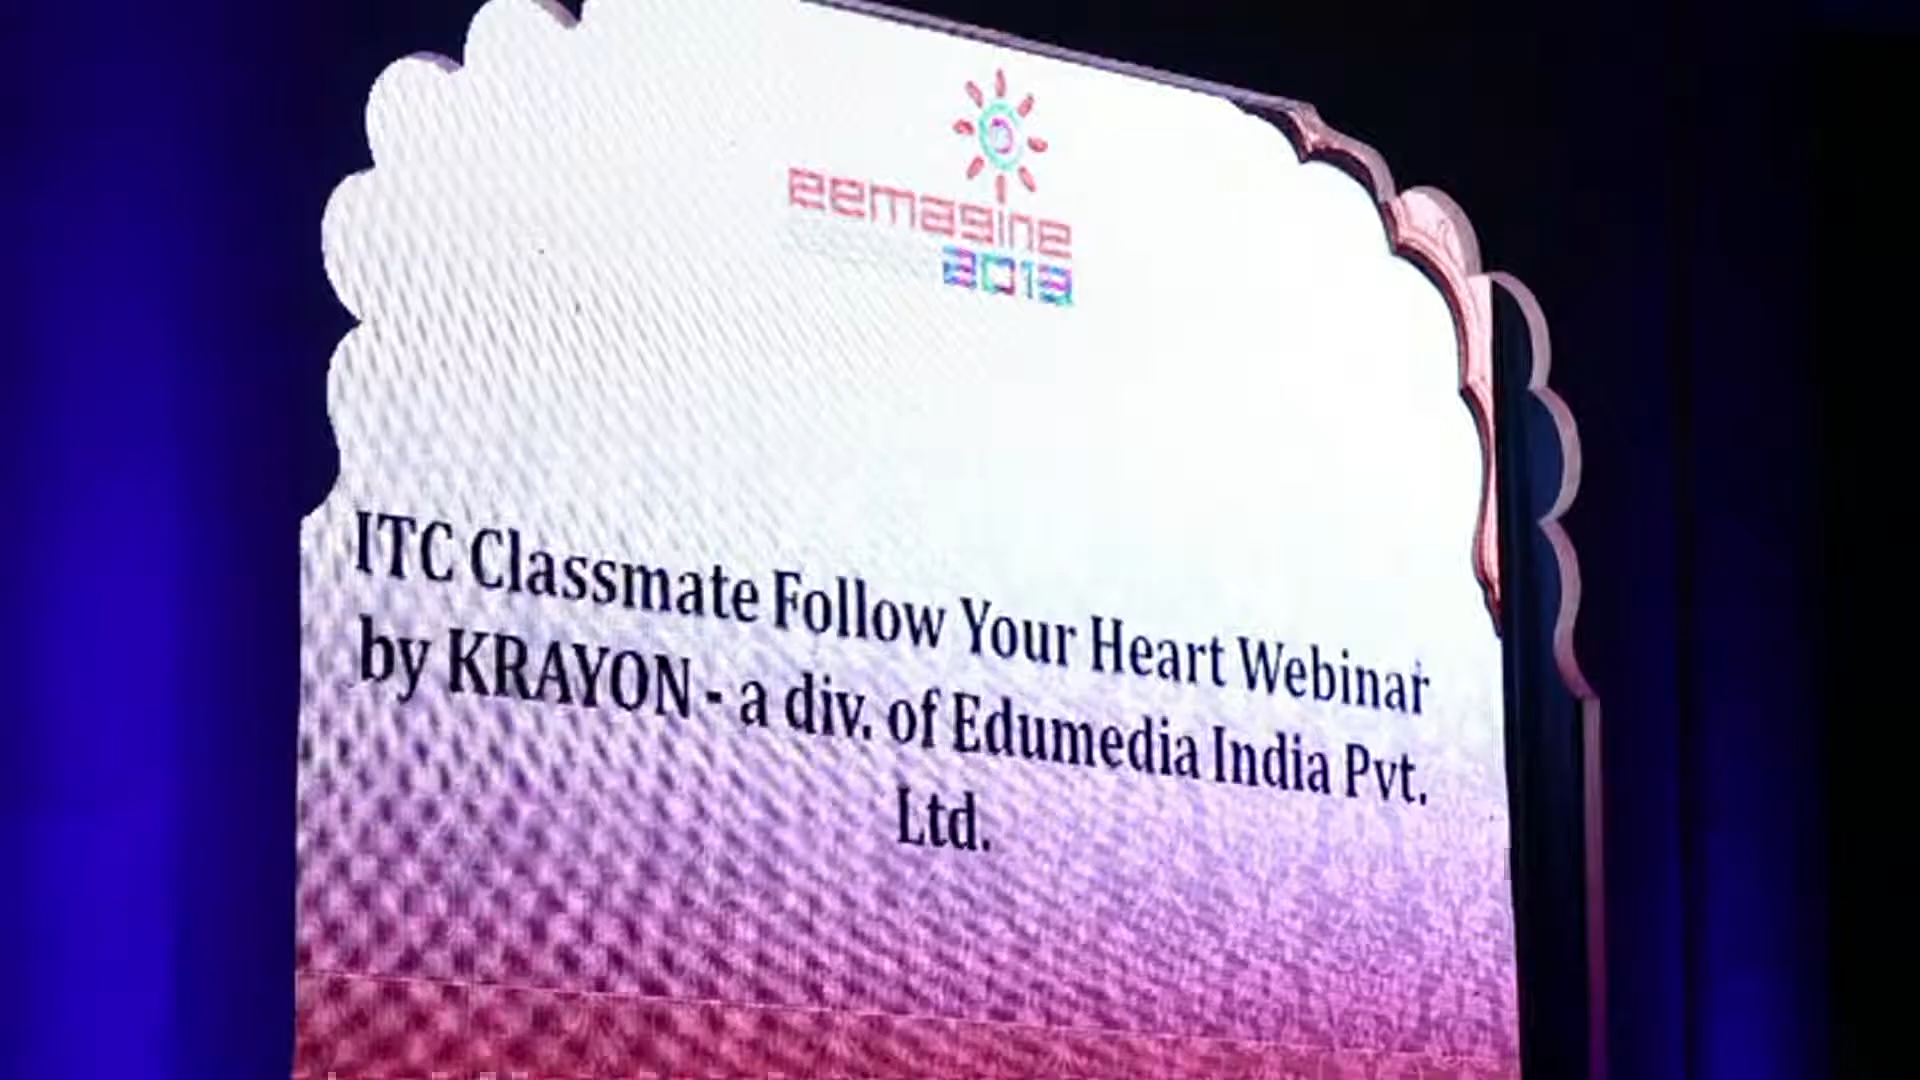 eemagine
2019
ITC Classmate Follow Your Heart Webinar
by KRAYON - a div. of Edumedia India Pvt.
Ltd.